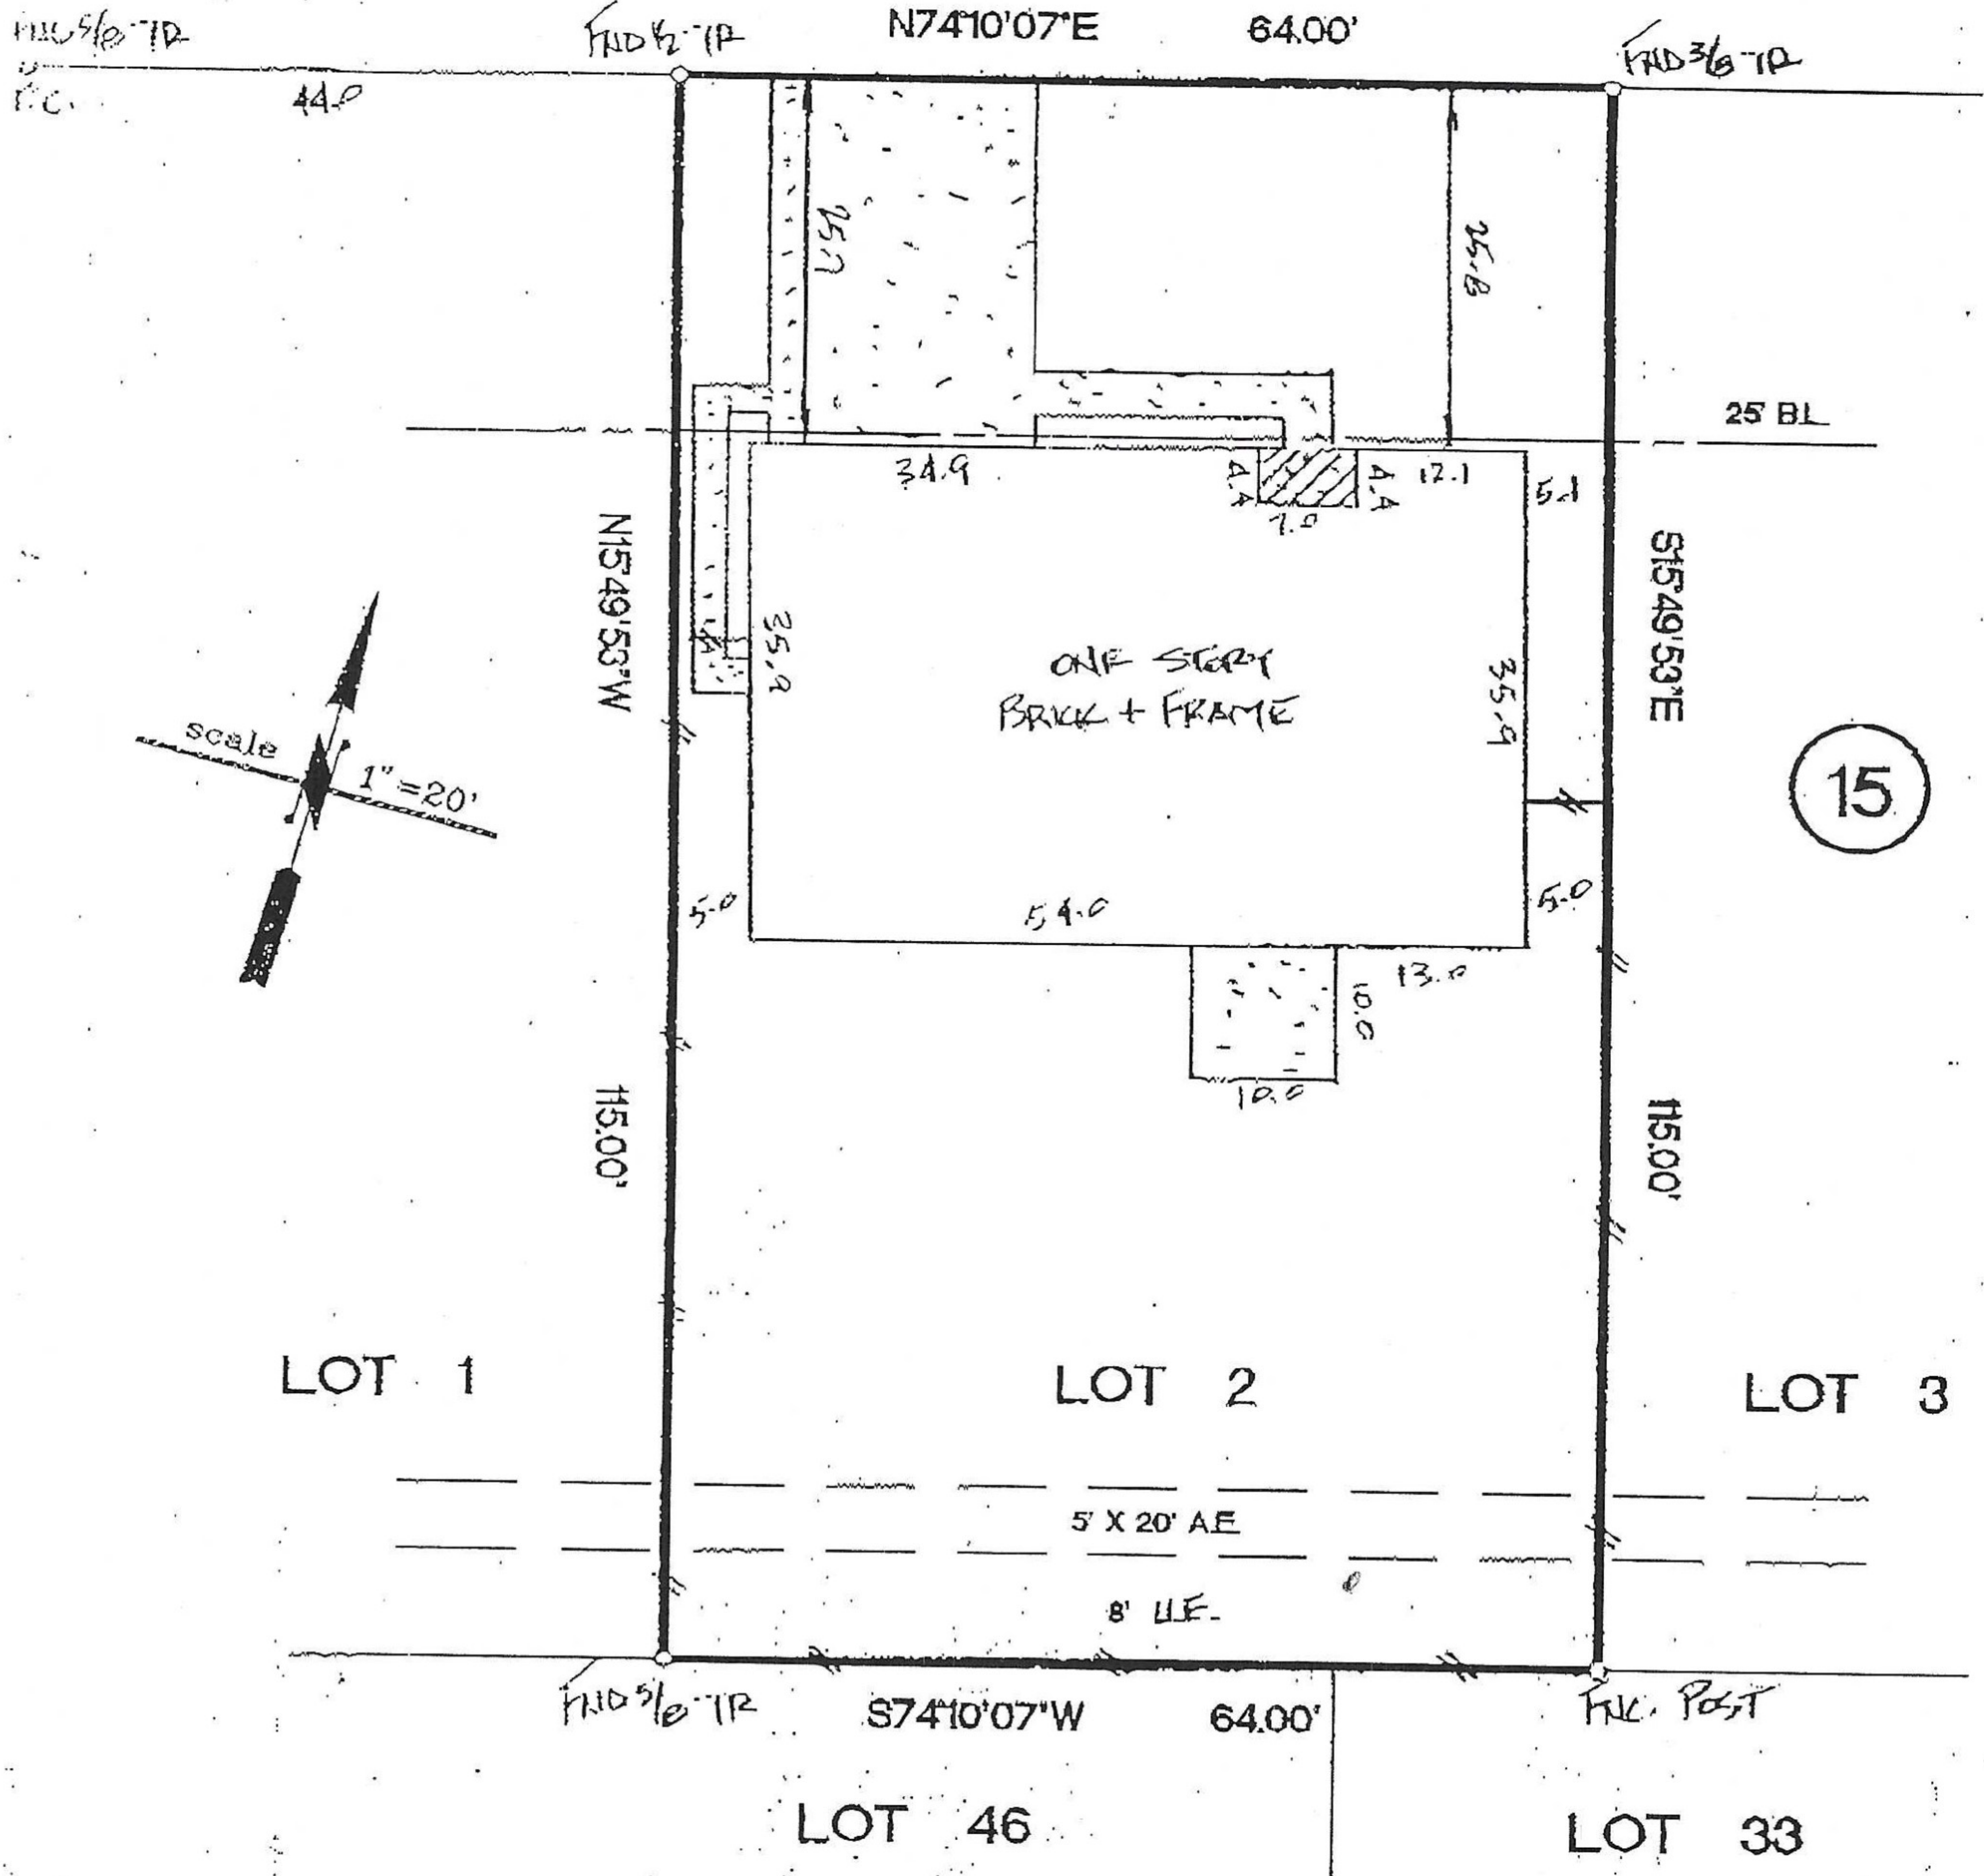 FND 1/2" IR
N74°10'07"E 64.00'
FND 3/8" IR
P.C.
44.0
25.8
25' BL
34.9
4.4
4.4
12.1
5.1
7.0
N15°49'53"W
S15°49'53"E
35.9
35.9
ONE STORY
BRICK + FRAME
scale 1"=20'
15
5.0
54.0
5.0
13.0
10.0
10.0
115.00'
115.00'
LOT 1
LOT 2
LOT 3
5' X 20' A.E.
8' U.E.
FND 5/8" IR
S74°10'07"W 64.00'
FNC. POST
LOT 46
LOT 33